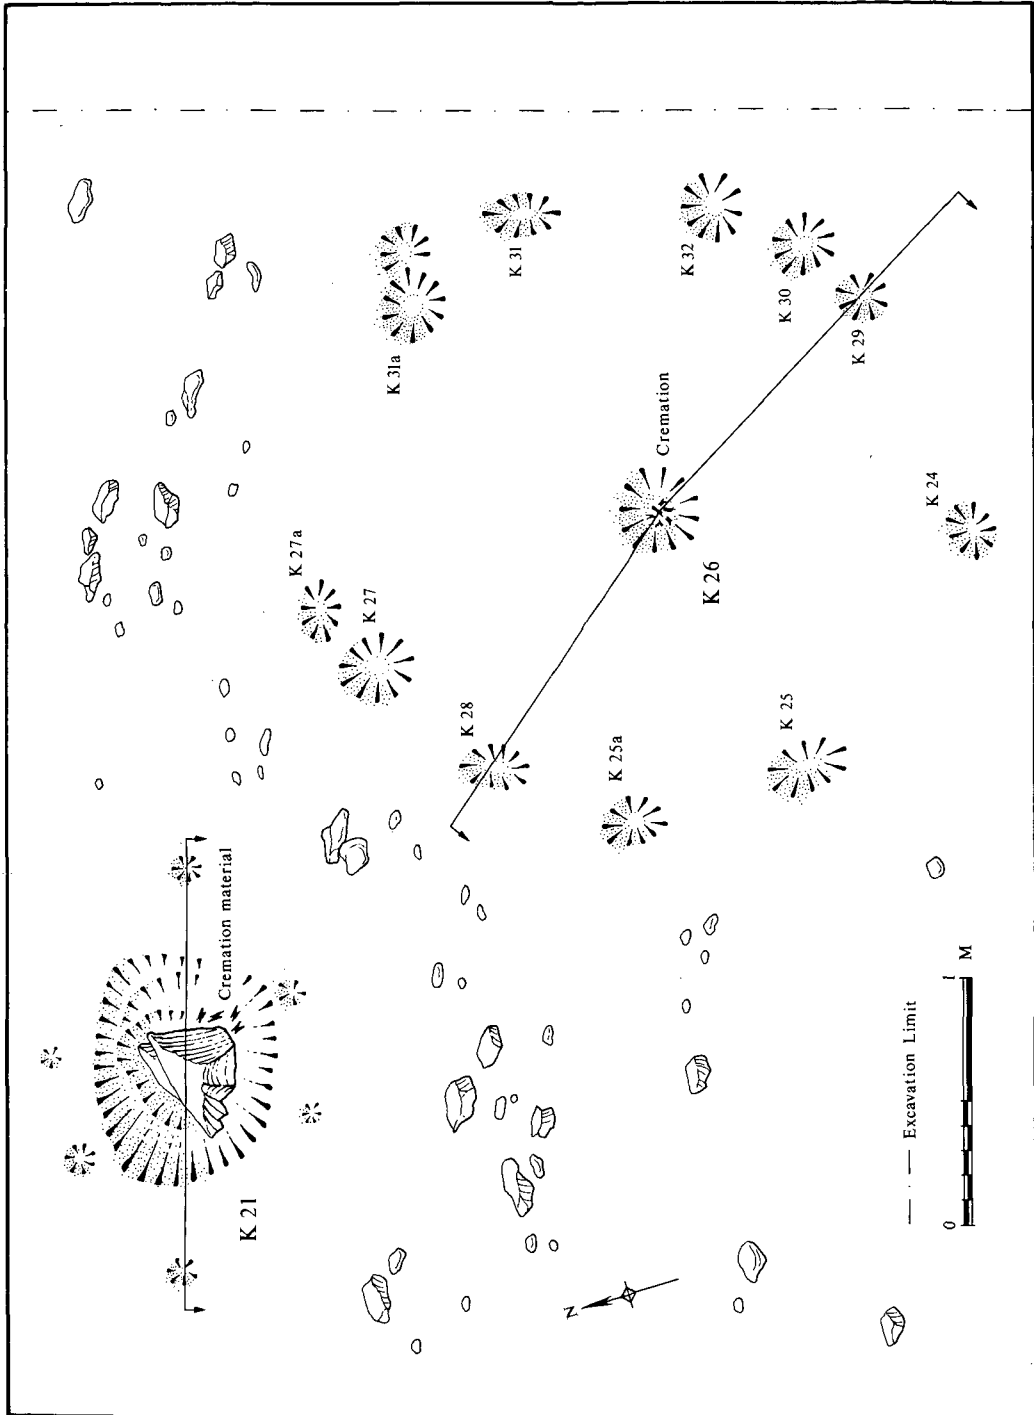 K 21
Cremation material
K 28
K 27
K 27a
K 31a
K 31
K 32
K 30
K 29
Cremation
K 26
K 25a
K 25
K 24
N
Excavation Limit
0 1 M